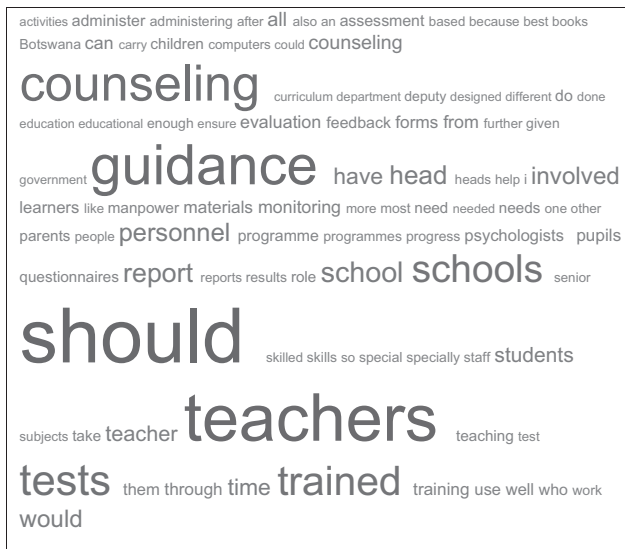 activities administer administering after all also an assessment based because best books
Botswana can carry children computers could counseling
counseling curriculum department deputy designed different do done
education educational enough ensure evaluation feedback forms from further given
government guidance have head heads help i involved
learners like manpower materials monitoring more most need needed needs one other
parents people personnel programme programmes progress psychologists pupils
questionnaires report reports results role school schools senior
should skilled skills so special specially staff students
subjects take teacher teachers teaching test
tests them through time trained training use well who work
would